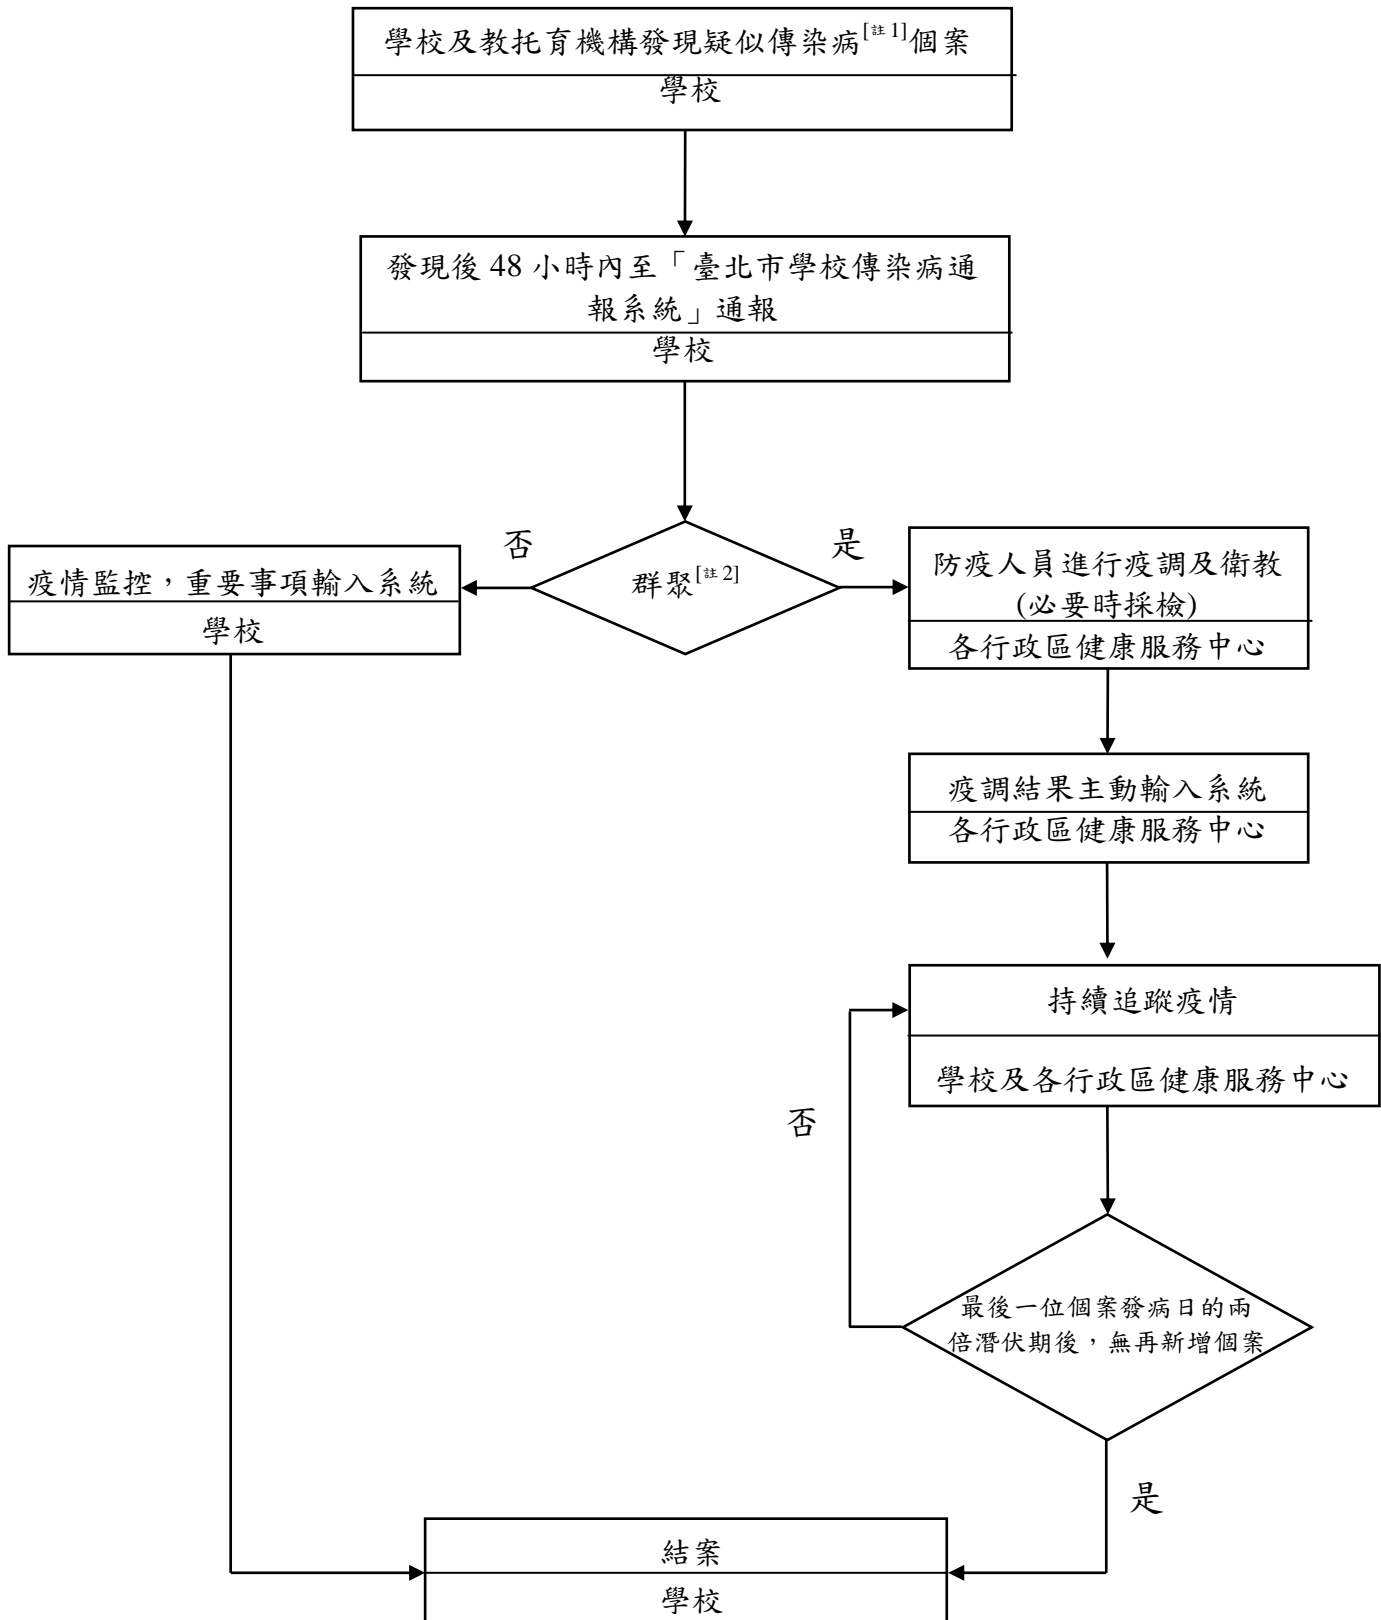 學校及教托育機構發現疑似傳染病[註 1]個案
學校
發現後 48 小時內至「臺北市學校傳染病通
報系統」通報
學校
否
是
群聚[註 2]
疫情監控，重要事項輸入系統
學校
防疫人員進行疫調及衛教
(必要時採檢)
各行政區健康服務中心
疫調結果主動輸入系統
各行政區健康服務中心
持續追蹤疫情
學校及各行政區健康服務中心
否
最後一位個案發病日的兩
倍潛伏期後，無再新增個案
是
結案
學校